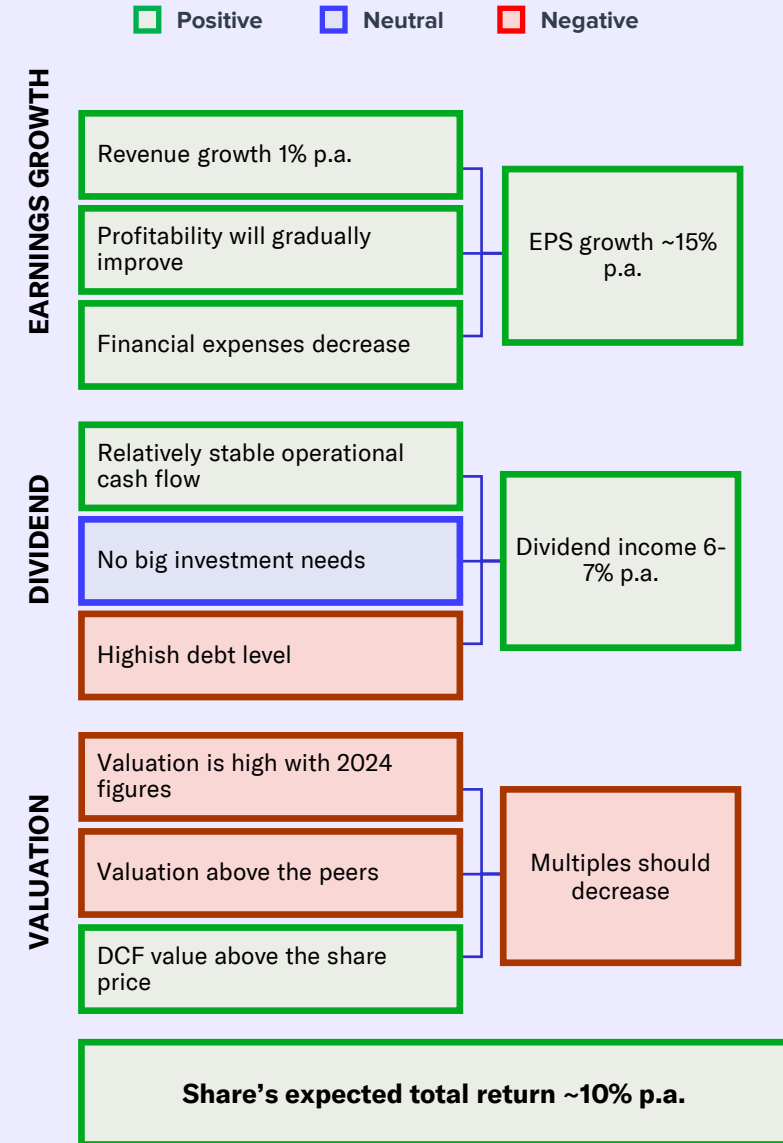 Positive
Neutral
Negative
EARNINGS GROWTH
Revenue growth 1% p.a.
Profitability will gradually
improve
Financial expenses decrease
EPS growth ~15%
p.a.
DIVIDEND
Relatively stable operational
cash flow
No big investment needs
Highish debt level
Dividend income 6-
7% p.a.
VALUATION
Valuation is high with 2024
figures
Valuation above the peers
DCF value above the share
price
Multiples should
decrease
Share's expected total return ~10% p.a.